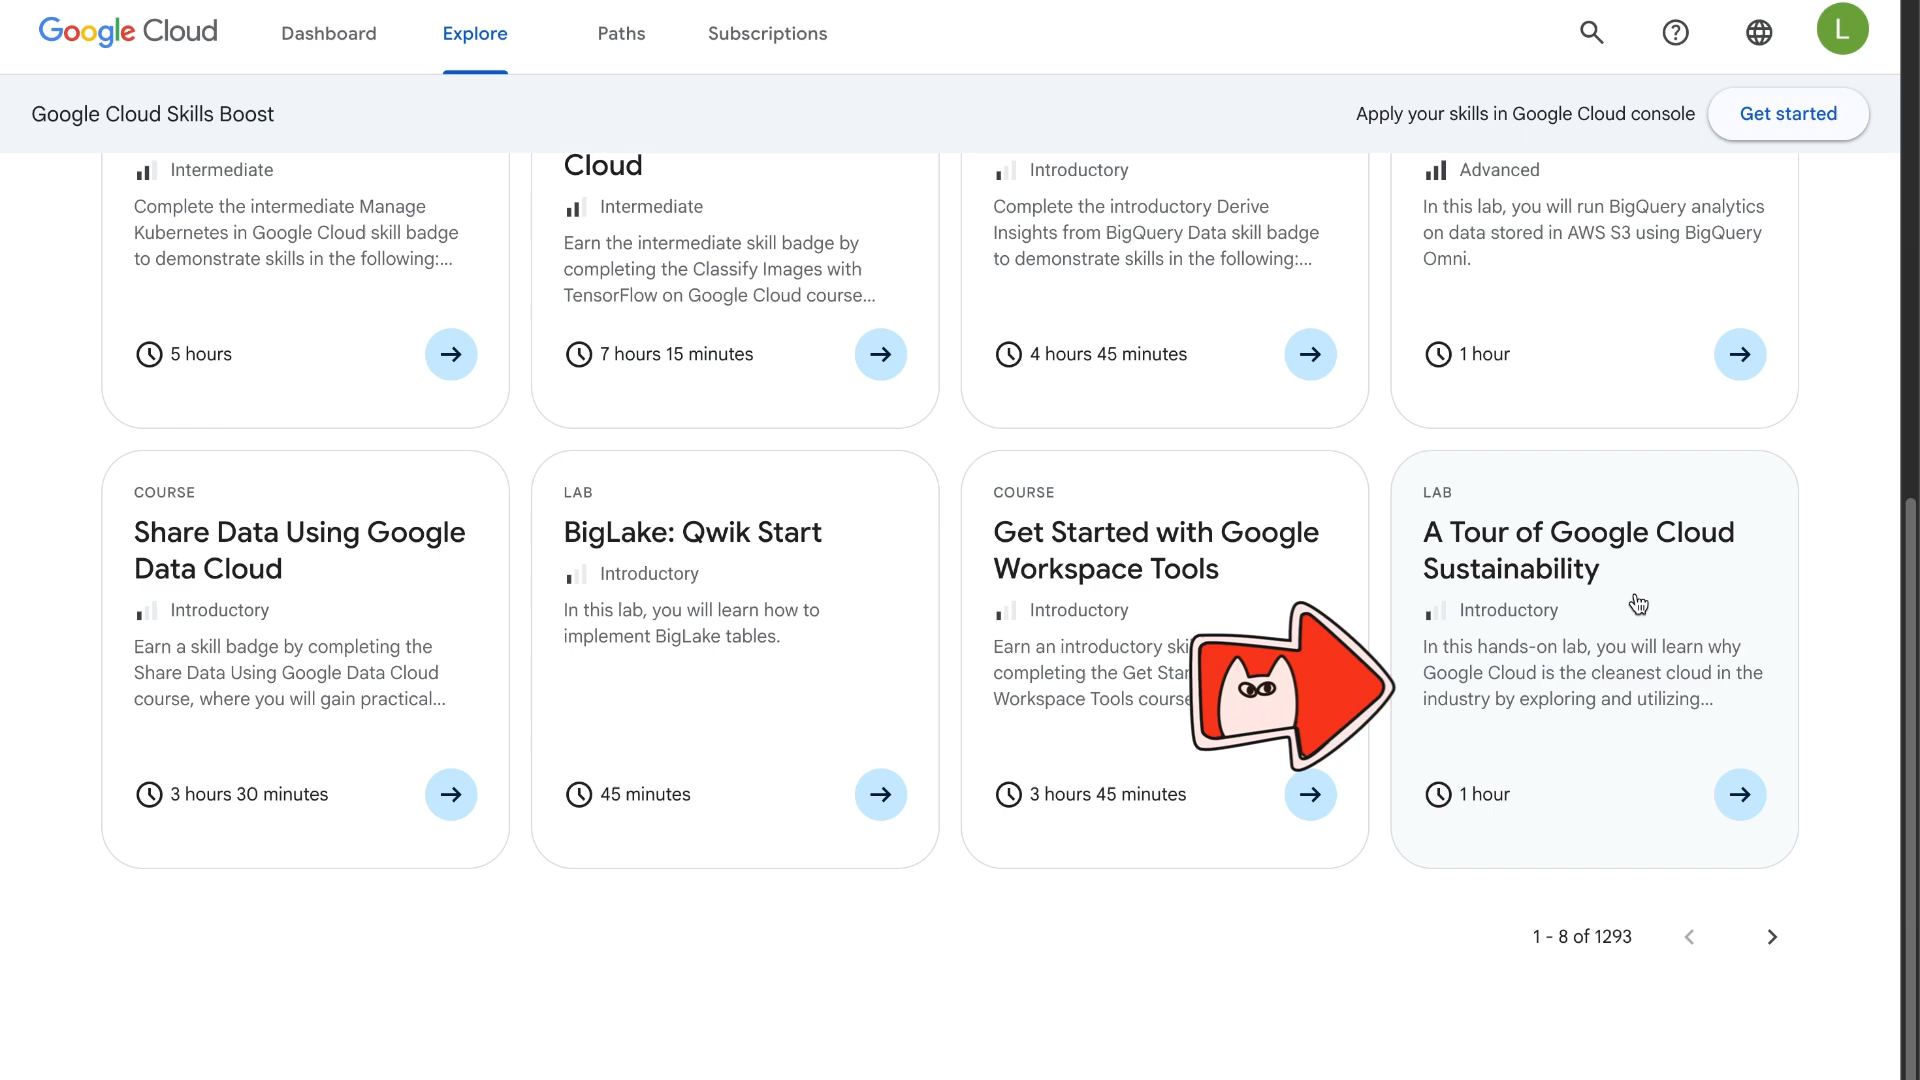 Google Cloud
Dashboard
Explore
Paths
Subscriptions
L
Google Cloud Skills Boost
Apply your skills in Google Cloud console
Get started
Intermediate
Complete the intermediate Manage
Kubernetes in Google Cloud skill badge
to demonstrate skills in the following:...
5 hours
Cloud
Intermediate
Earn the intermediate skill badge by
completing the Classify Images with
TensorFlow on Google Cloud course...
7 hours 15 minutes
Introductory
Complete the introductory Derive
Insights from BigQuery Data skill badge
to demonstrate skills in the following:...
4 hours 45 minutes
Advanced
In this lab, you will run BigQuery analytics
on data stored in AWS S3 using BigQuery
Omni.
1 hour
COURSE
Share Data Using Google
Data Cloud
Introductory
Earn a skill badge by completing the
Share Data Using Google Data Cloud
course, where you will gain practical...
3 hours 30 minutes
LAB
BigLake: Qwik Start
Introductory
In this lab, you will learn how to
implement BigLake tables.
45 minutes
COURSE
Get Started with Google
Workspace Tools
Introductory
Earn an introductory
completing the Get
Workspace Tools
3 hours 45 minutes
LAB
A Tour of Google Cloud
Sustainability
Introductory
In this hands-on lab, you will learn why
Google Cloud is the cleanest cloud in the
industry by exploring and utilizing...
1 hour
1 - 8 of 1293